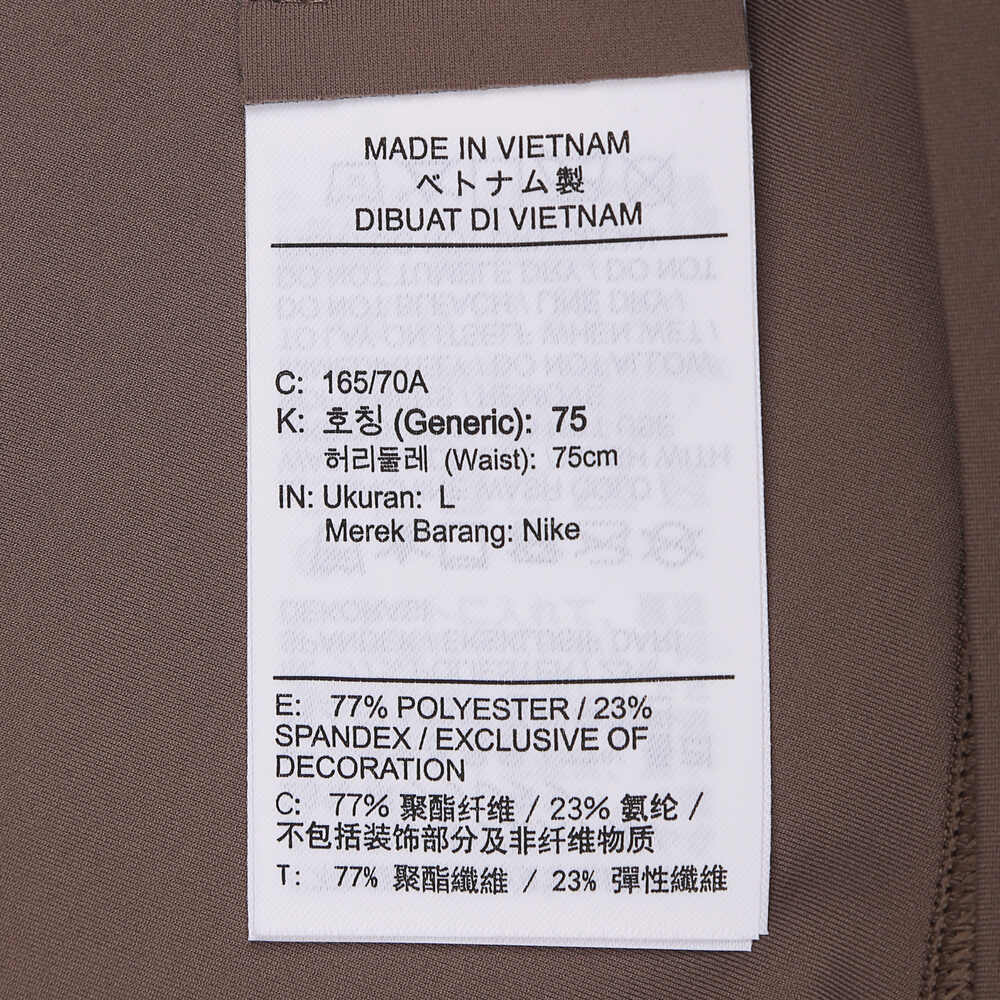 MADE IN VIETNAM
ベトナム製
DIBUAT DI VIETNAM
C: 165/70A
K: 호칭 (Generic): 75
허리둘레 (Waist): 75cm
IN: Ukuran: L
Merek Barang: Nike
E: 77% POLYESTER / 23%
SPANDEX / EXCLUSIVE OF
DECORATION
C: 77% 聚酯纤维 / 23% 氨纶 /
不包括装饰部分及非纤维物质
T: 77% 聚酯纖維 / 23% 彈性纖維